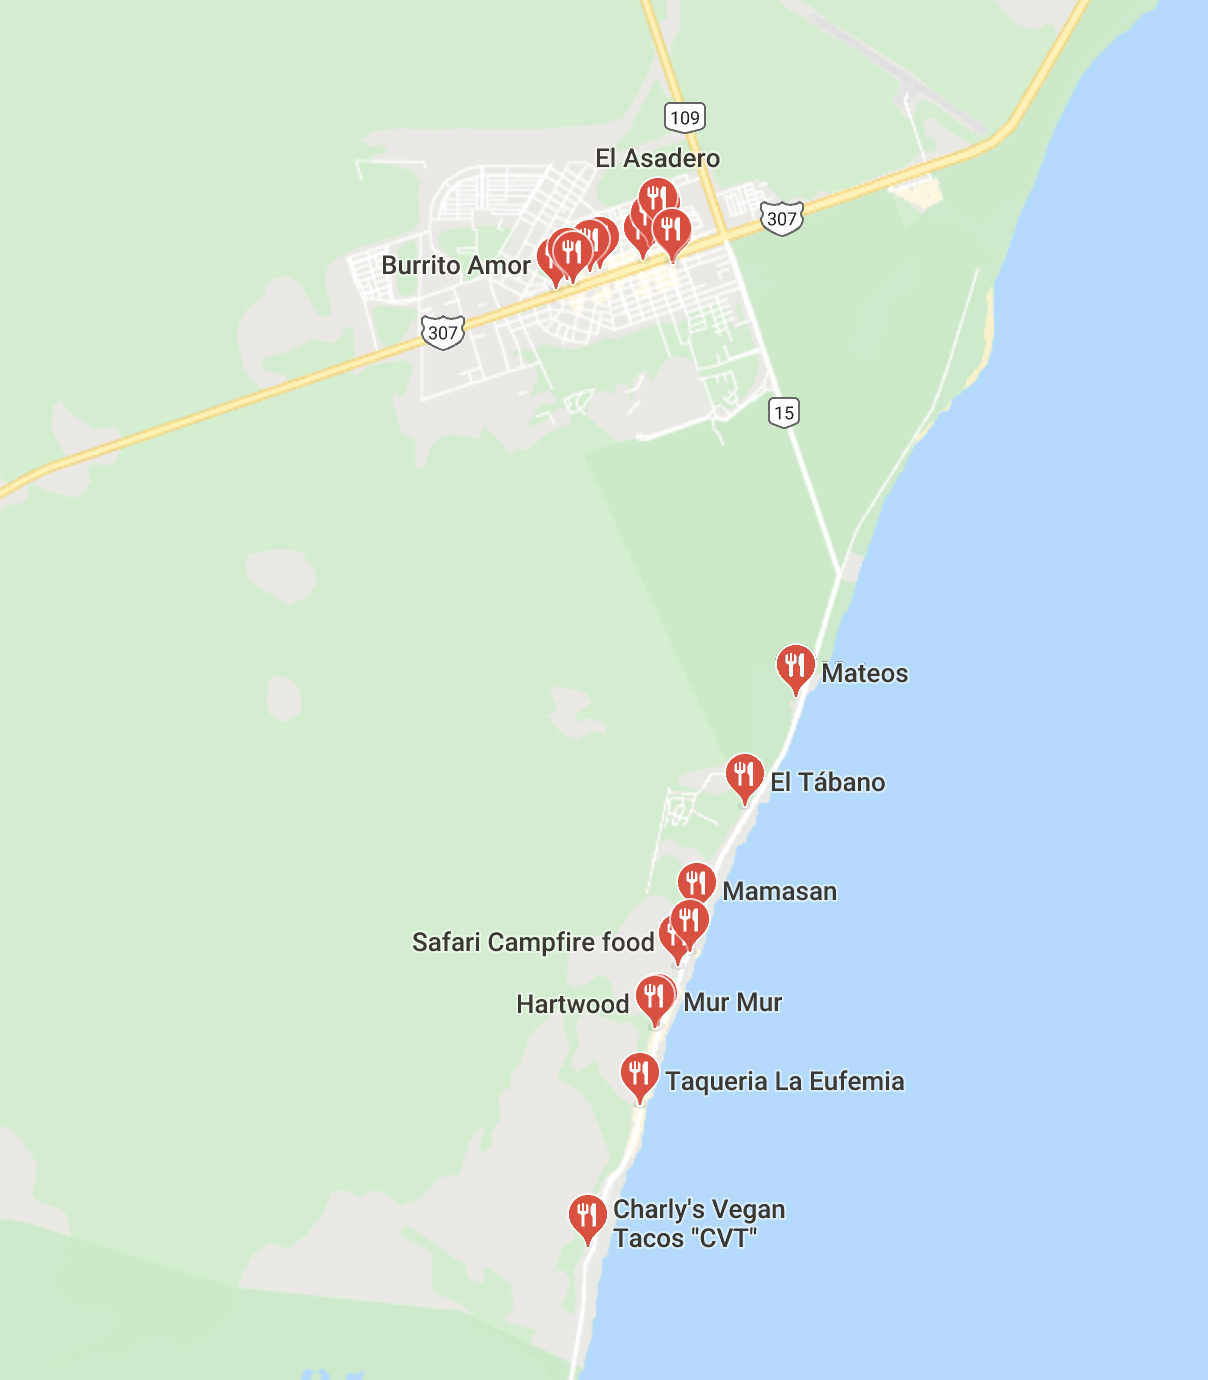 109
El Asadero
307
Burrito Amor
307
15
Mateos
El Tábano
Mamasan
Safari Campfire food
Hartwood
Mur Mur
Taqueria La Eufemia
Charly's Vegan
Tacos "CVT"